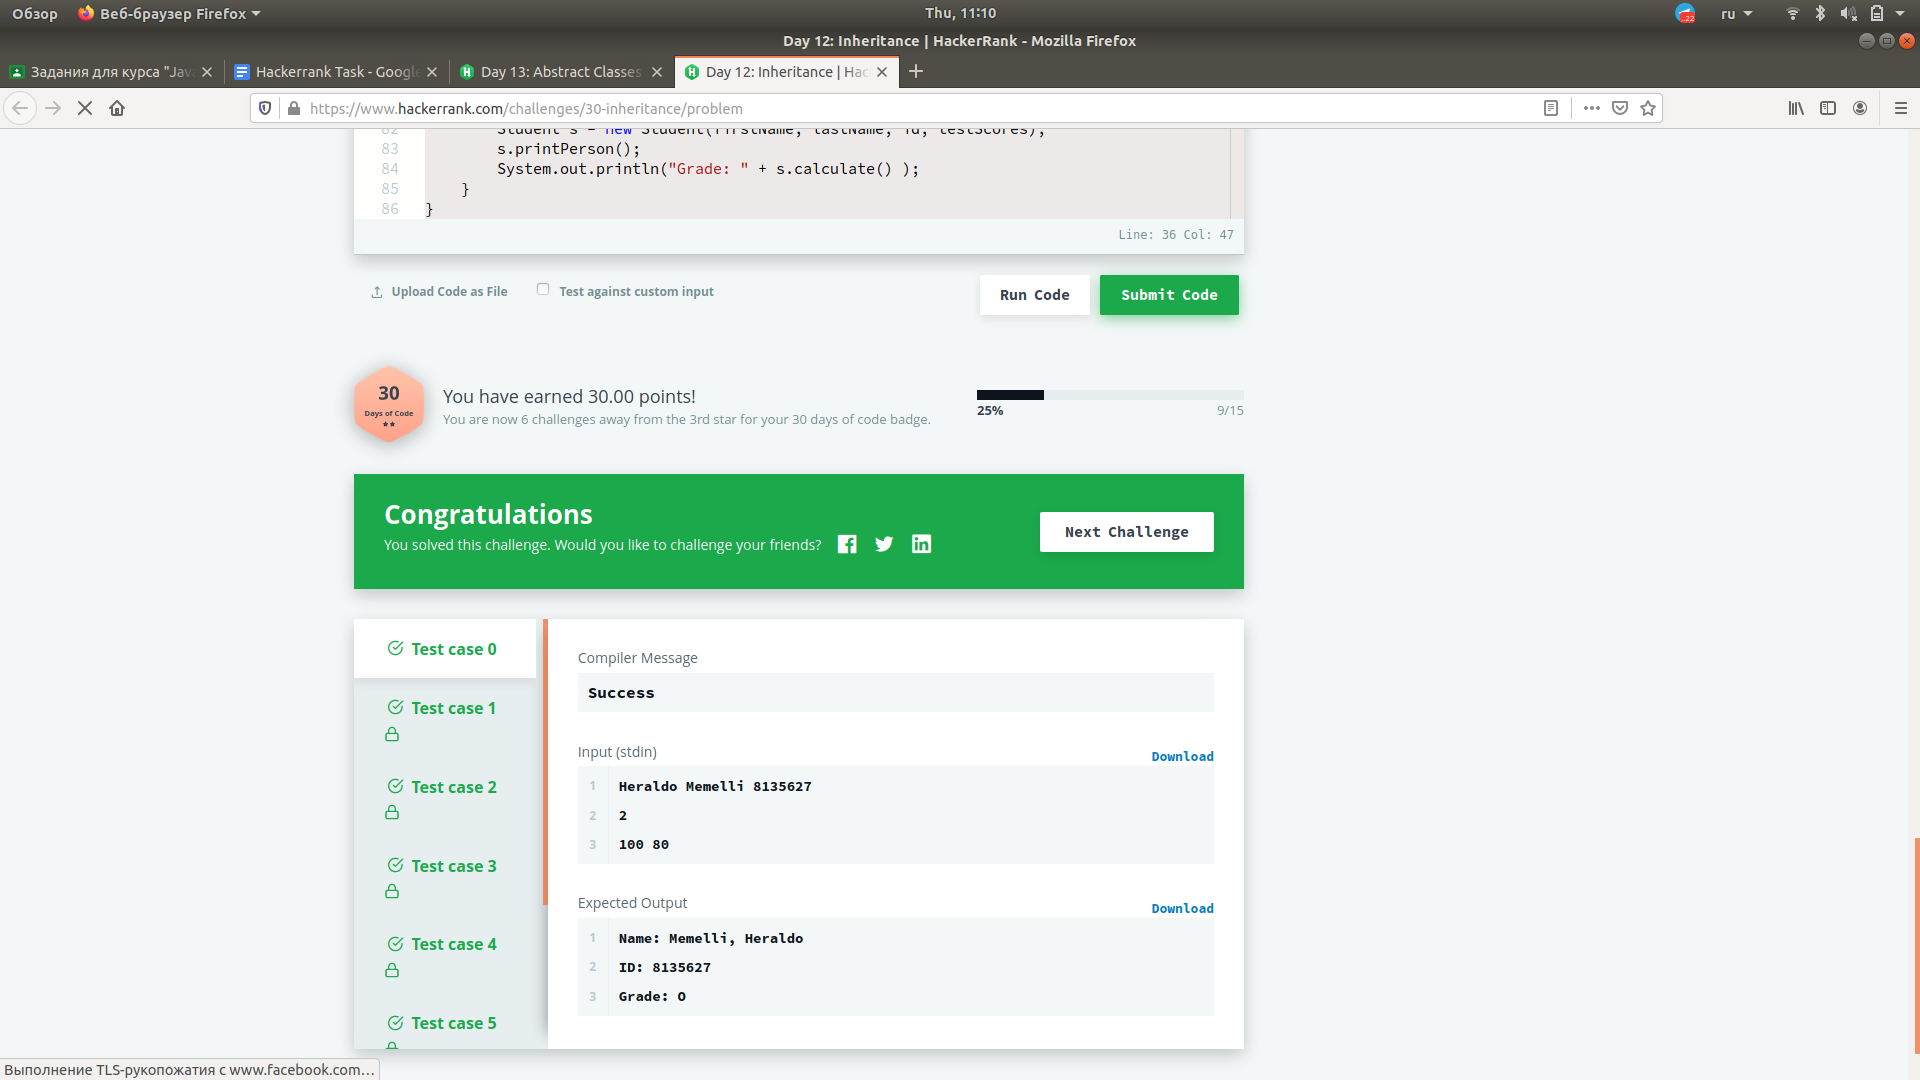 Обзор Веб-браузер Firefox Thu, 11:10 22 ru
Day 12: Inheritance | HackerRank - Mozilla Firefox
Задания для курса "Jav Hackerrank Task - Google Day 13: Abstract Classes Day 12: Inheritance | Hac
https://www.hackerrank.com/challenges/30-inheritance/problem
82 Student s = new Student(firstName, lastName, id, testScores);
83 s.printPerson();
84 System.out.println("Grade: " + s.calculate() );
85 }
86 }
Line: 36 Col: 47
Upload Code as File Test against custom input Run Code Submit Code
30
Days of Code
You have earned 30.00 points!
You are now 6 challenges away from the 3rd star for your 30 days of code badge.
25% 9/15
Congratulations
You solved this challenge. Would you like to challenge your friends?
Next Challenge
Test case 0
Test case 1
Test case 2
Test case 3
Test case 4
Test case 5
Compiler Message
Success
Input (stdin) Download
1 Heraldo Memelli 8135627
2 2
3 100 80
Expected Output Download
1 Name: Memelli, Heraldo
2 ID: 8135627
3 Grade: O
Выполнение TLS-рукопожатия с www.facebook.com…